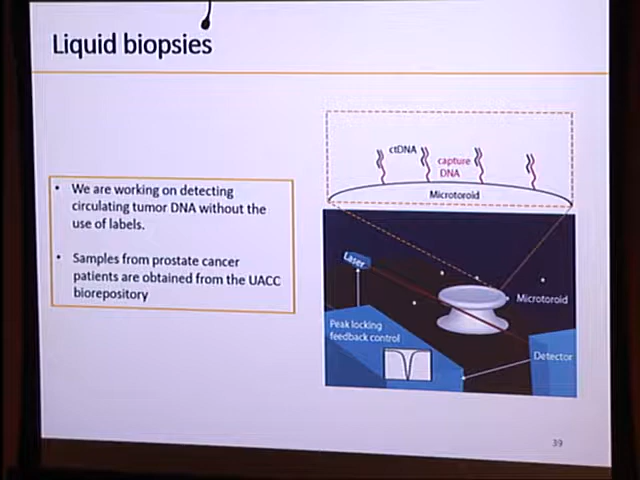 Liquid biopsies
• We are working on detecting
circulating tumor DNA without the
use of labels.
• Samples from prostate cancer
patients are obtained from the UACC
biorepository
ctDNA
capture
DNA
Microtoroid
Laser
Microtoroid
Peak locking
feedback control
Detector
39